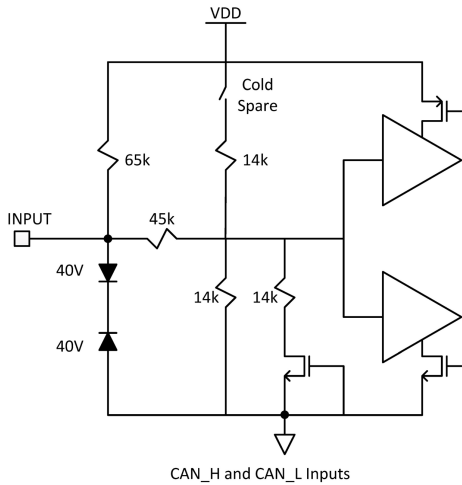 VDD
Cold
Spare
65k
14k
INPUT
45k
40V
14k
14k
40V
CAN_H and CAN_L Inputs